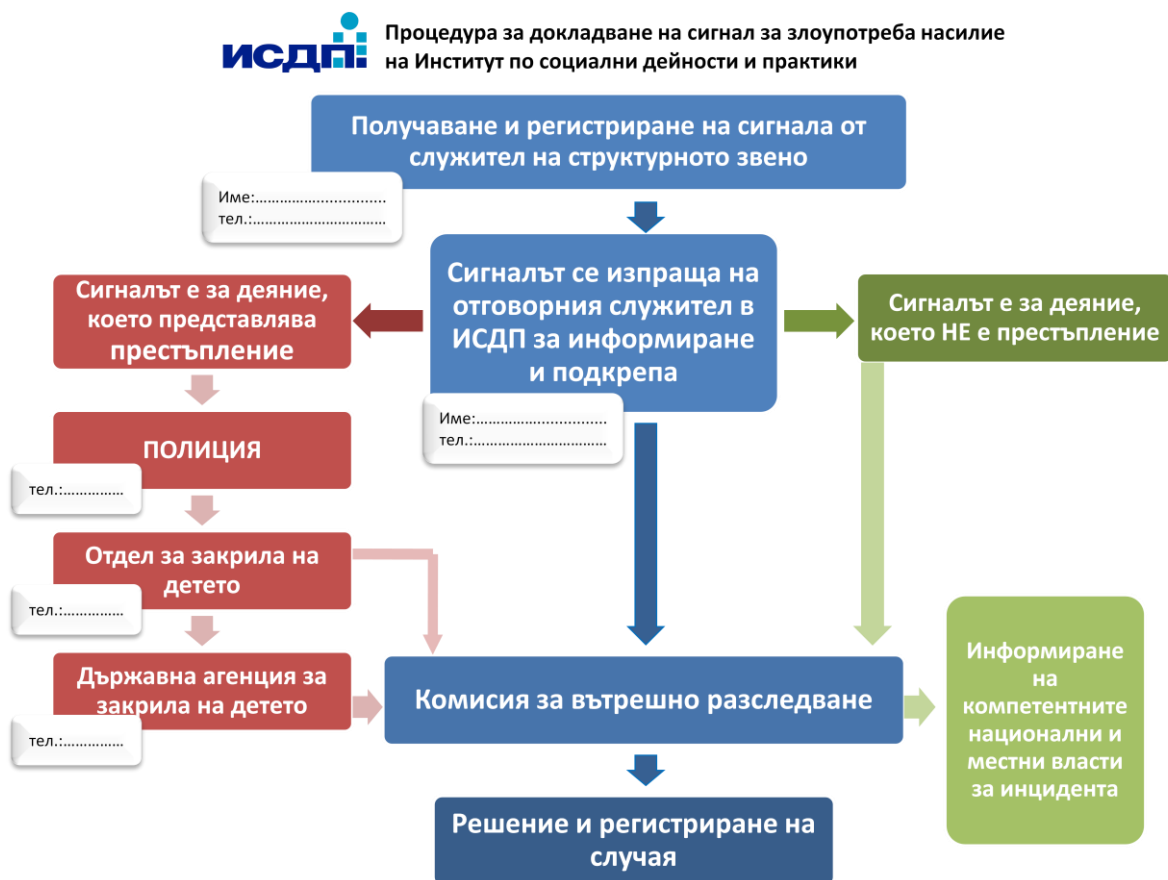 ИСДП
Процедура за докладване на сигнал за злоупотреба насилие
на Институт по социални дейности и практики
Получаване и регистриране на сигнала от
служител на структурното звено
Име:................................
тел.:................................
Сигналът се изпраща на
отговорния служител в
ИСДП за информиране
и подкрепа
Име:................................
тел.:................................
Сигналът е за деяние,
което представлява
престъпление
Сигналът е за деяние,
което НЕ е престъпление
ПОЛИЦИЯ
тел.:...............
Отдел за закрила на
детето
тел.:...............
Държавна агенция за
закрила на детето
тел.:...............
Комисия за вътрешно разследване
Информиране
на
компетентните
национални и
местни власти
за инцидента
Решение и регистриране на
случая